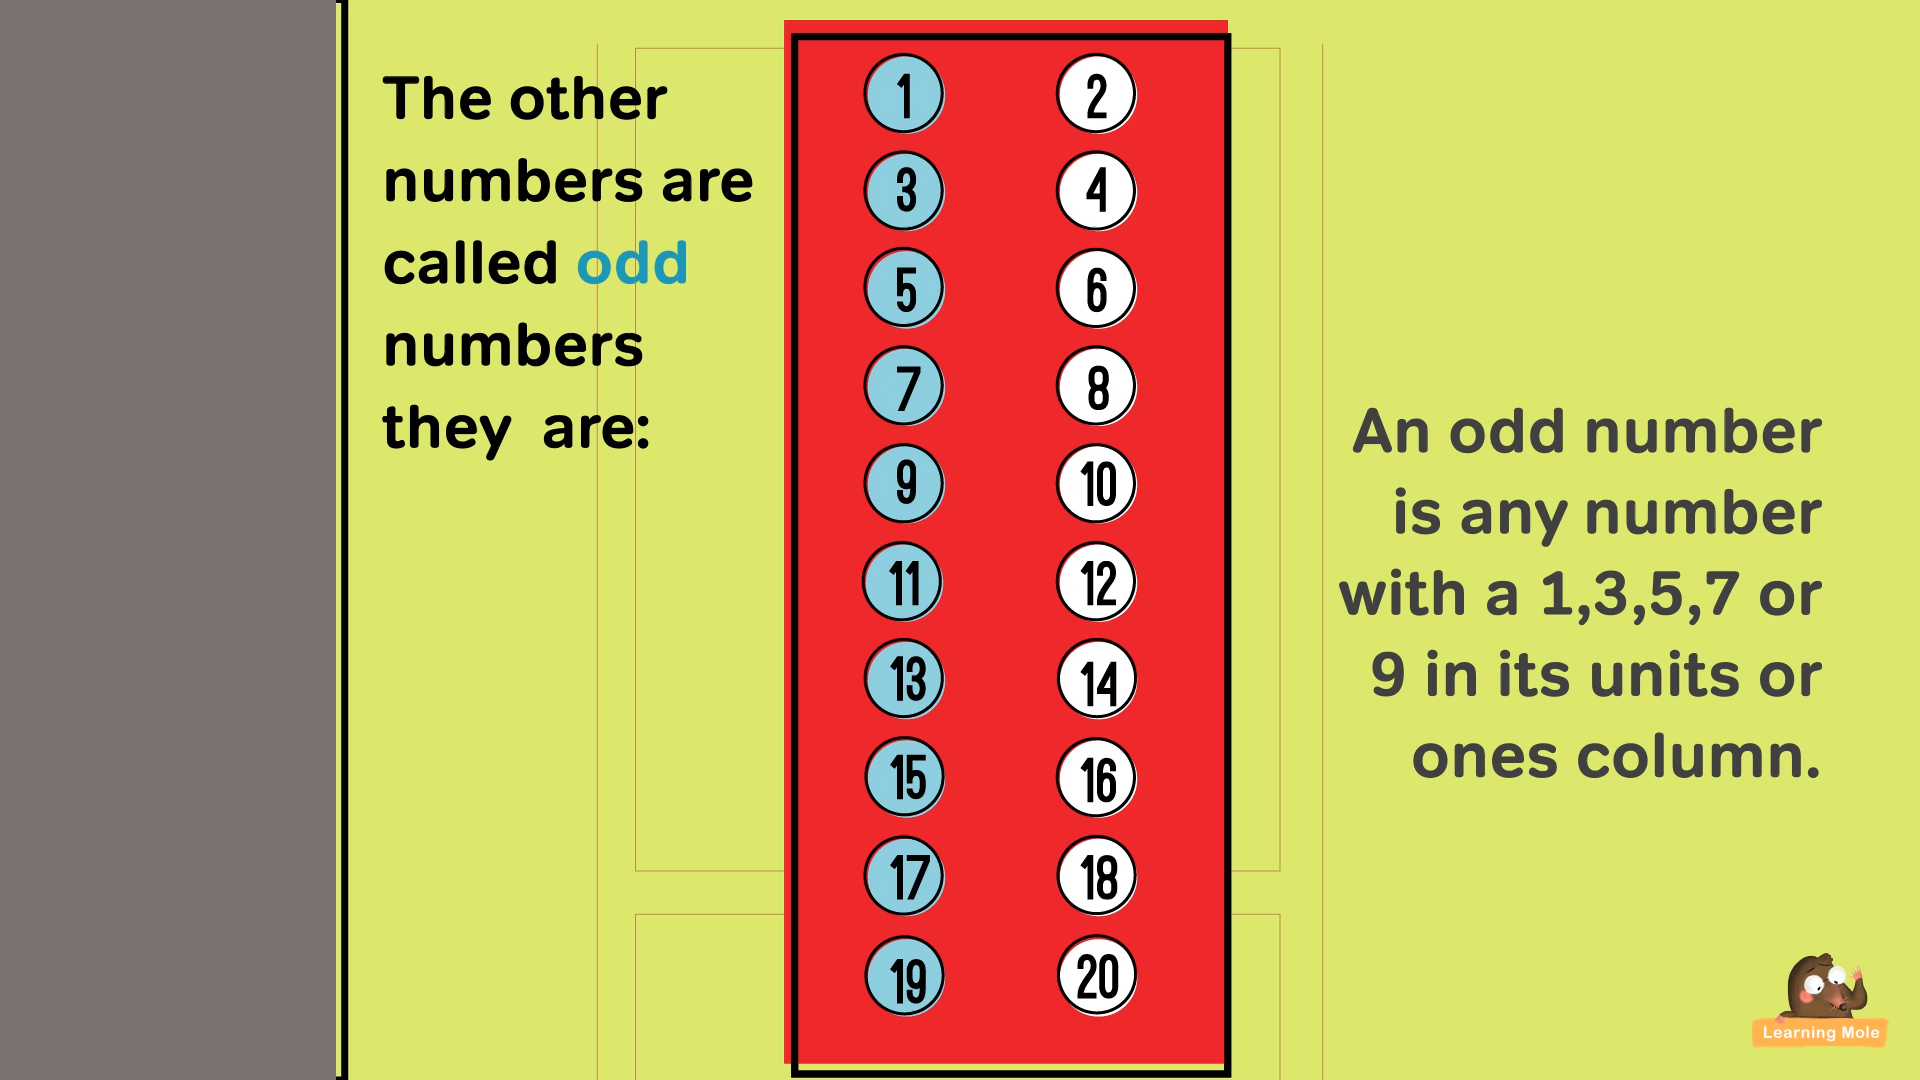 The other
numbers are
called odd
numbers
they are:
1 2
3 4
5 6
7 8
9 10
11 12
13 14
15 16
17 18
19 20
An odd number
is any number
with a 1,3,5,7 or
9 in its units or
ones column.
Learning Mole